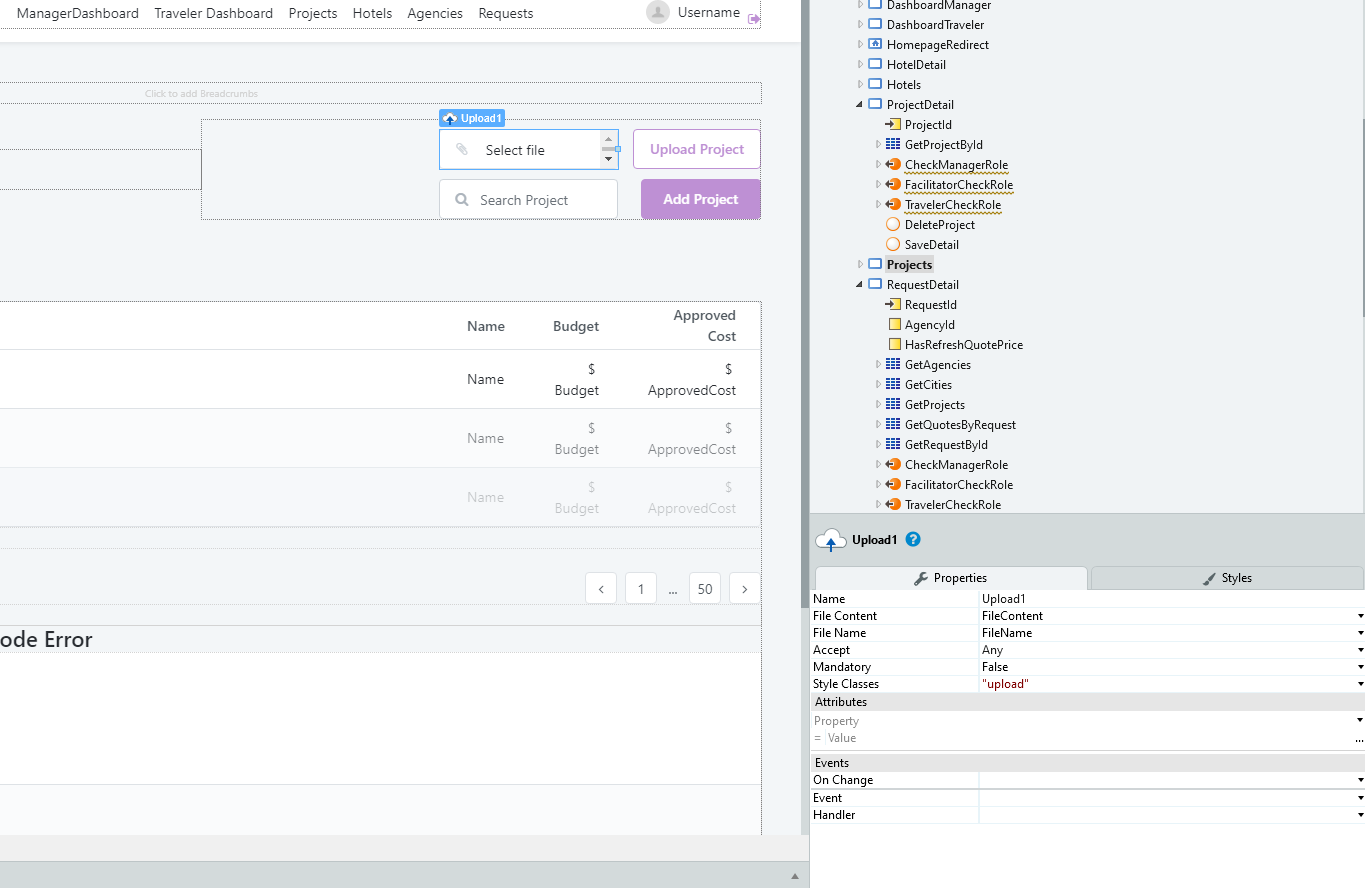 ManagerDashboard Traveler Dashboard Projects Hotels Agencies Requests Username
Click to add Breadcrumbs
Upload1
Select file Upload Project
Search Project Add Project
Name Budget Approved Cost
Name $ Budget $ ApprovedCost
Name $ Budget $ ApprovedCost
Name $ Budget $ ApprovedCost
1 ... 50
ode Error
DashboardManager
DashboardTraveler
HomepageRedirect
HotelDetail
Hotels
ProjectDetail
ProjectId
GetProjectById
CheckManagerRole
FacilitatorCheckRole
TravelerCheckRole
DeleteProject
SaveDetail
Projects
RequestDetail
RequestId
AgencyId
HasRefreshQuotePrice
GetAgencies
GetCities
GetProjects
GetQuotesByRequest
GetRequestById
CheckManagerRole
FacilitatorCheckRole
TravelerCheckRole
Upload1 ?
Properties Styles
Name Upload1
File Content FileContent
File Name FileName
Accept Any
Mandatory False
Style Classes "upload"
Attributes
Property
= Value ...
Events
On Change
Event
Handler